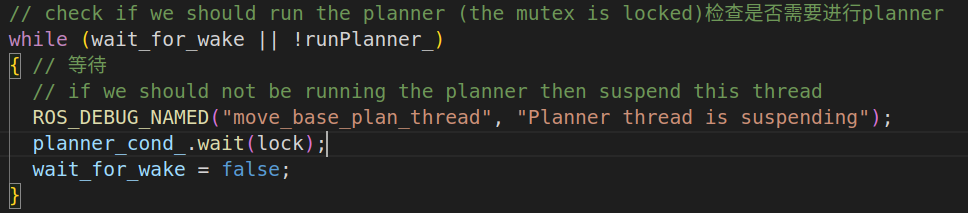 // check if we should run the planner (the mutex is locked)检查是否需要进行planner
while (wait_for_wake || !runPlanner_)
{ // 等待
// if we should not be running the planner then suspend this thread
ROS_DEBUG_NAMED("move_base_plan_thread", "Planner thread is suspending");
planner_cond_.wait(lock);
wait_for_wake = false;
}